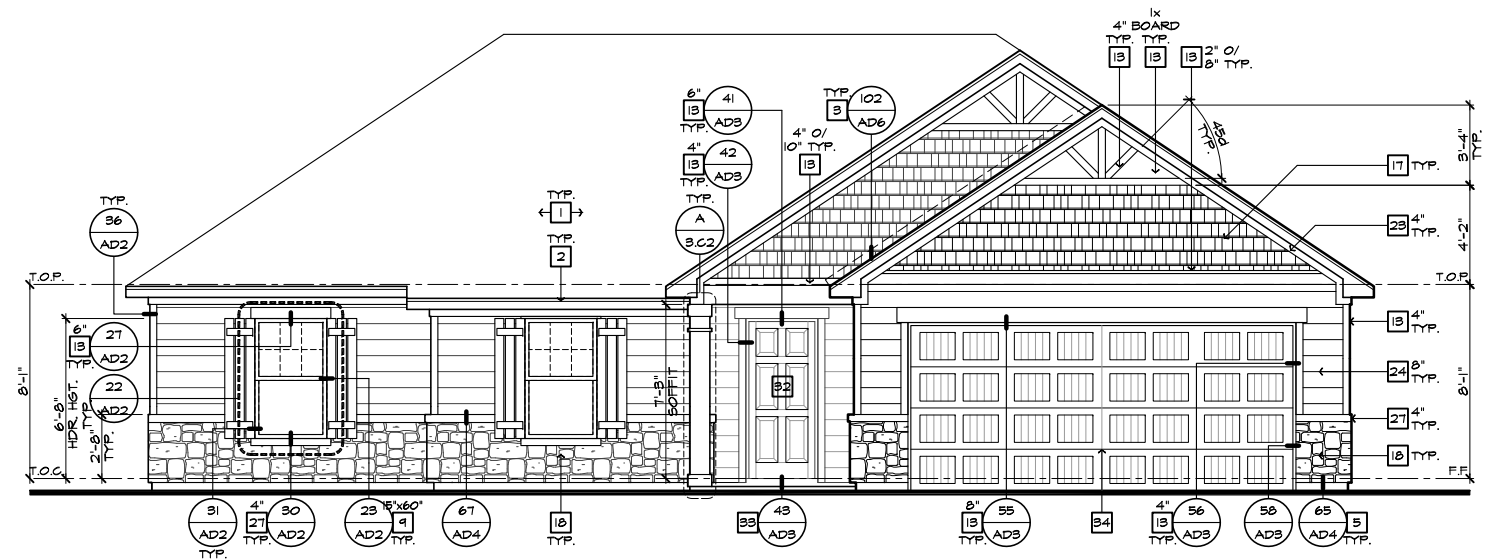 1x
4" BOARD
TYP. TYP.
13 13 13 2" O/
8" TYP.
6" 41
13 AD3
TYP.
TYP. 102
3 AD6
4" 42
13 AD3
TYP.
4" O/
10" TYP.
13
45d
TYP.
3'-4"
TYP.
17 TYP.
TYP.
36
AD2
TYP.
1
TYP.
2
TYP.
A
3.C2
23 4"
TYP.
4'-2"
T.O.P.
T.O.P.
6" 27
13 AD2
TYP.
22
AD2
8'-1"
6'-8"
HDR. HGT.
TYP.
2'-8"
TYP.
7'-3"
SOFFIT
32
13 4"
TYP.
24 8"
TYP.
8'-1"
27 4"
TYP.
18 TYP.
T.O.C.
F.F.
31
AD2
TYP.
4" 30
27 AD2
TYP.
23 15"x60"
AD2 9
TYP.
67
AD4
18
33 43
AD3
8" 55
13 AD3
TYP.
34
4" 56
13 AD3
TYP.
58
AD3
65 5
AD4 TYP.